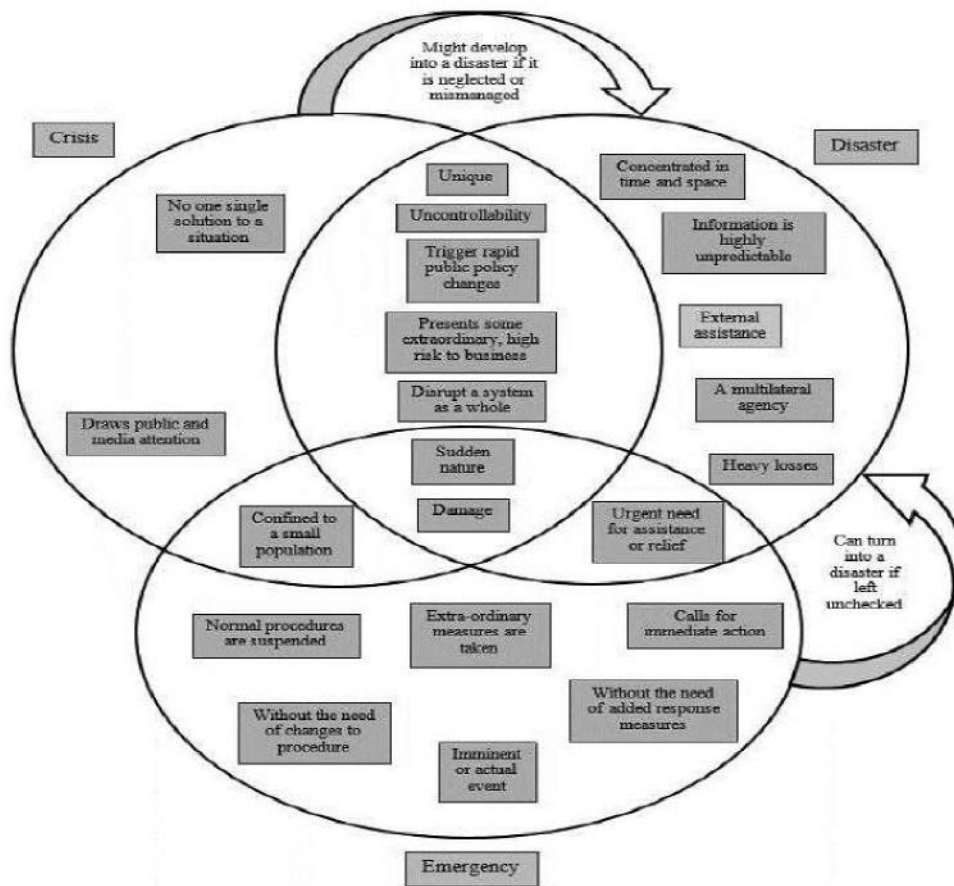 Might develop
into a disaster if it
is neglected or
mismanaged
Crisis
Disaster
Unique
Concentrated in
time and space
No one single
solution to a
situation
Uncontrollability
Information is
highly
unpredictable
Trigger rapid
public policy
changes
Presents some
extraordinary, high
risk to business
External
assistance
Disrupt a system
as a whole
A multilateral
agency
Draws public and
media attention
Sudden
nature
Heavy losses
Confined to
a small
population
Damage
Urgent need
for assistance
or relief
Can turn
into a
disaster if
left
unchecked
Normal procedures
are suspended
Extra-ordinary
measures are
taken
Calls for
immediate action
Without the need
of changes to
procedure
Without the need
of added response
measures
Imminent
or actual
event
Emergency